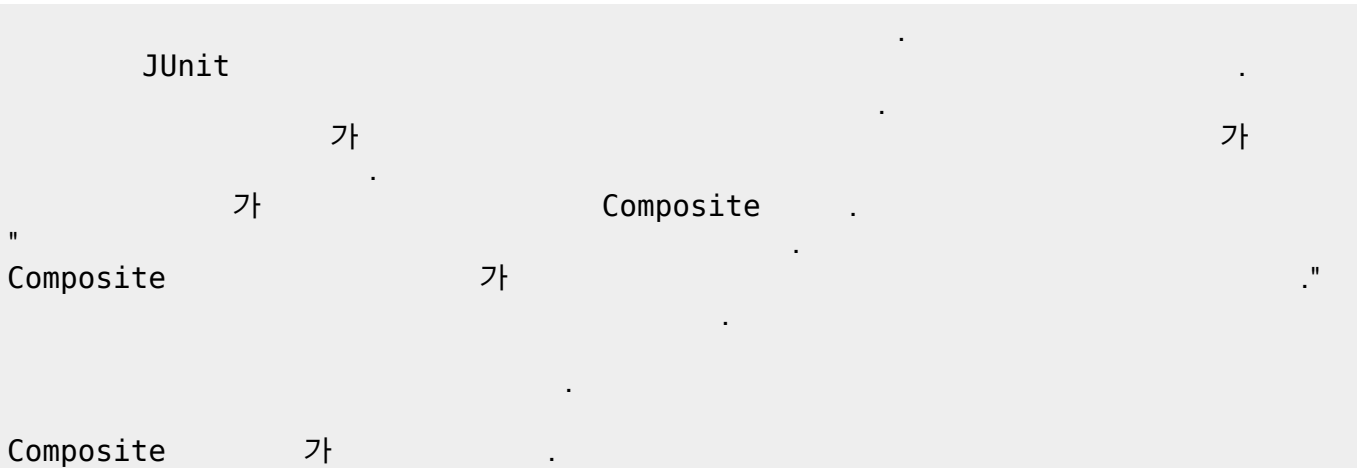 .
JUnit .
.
가 가
.
가 Composite .
" .
Composite 가 ."
.
.
Composite 가 .